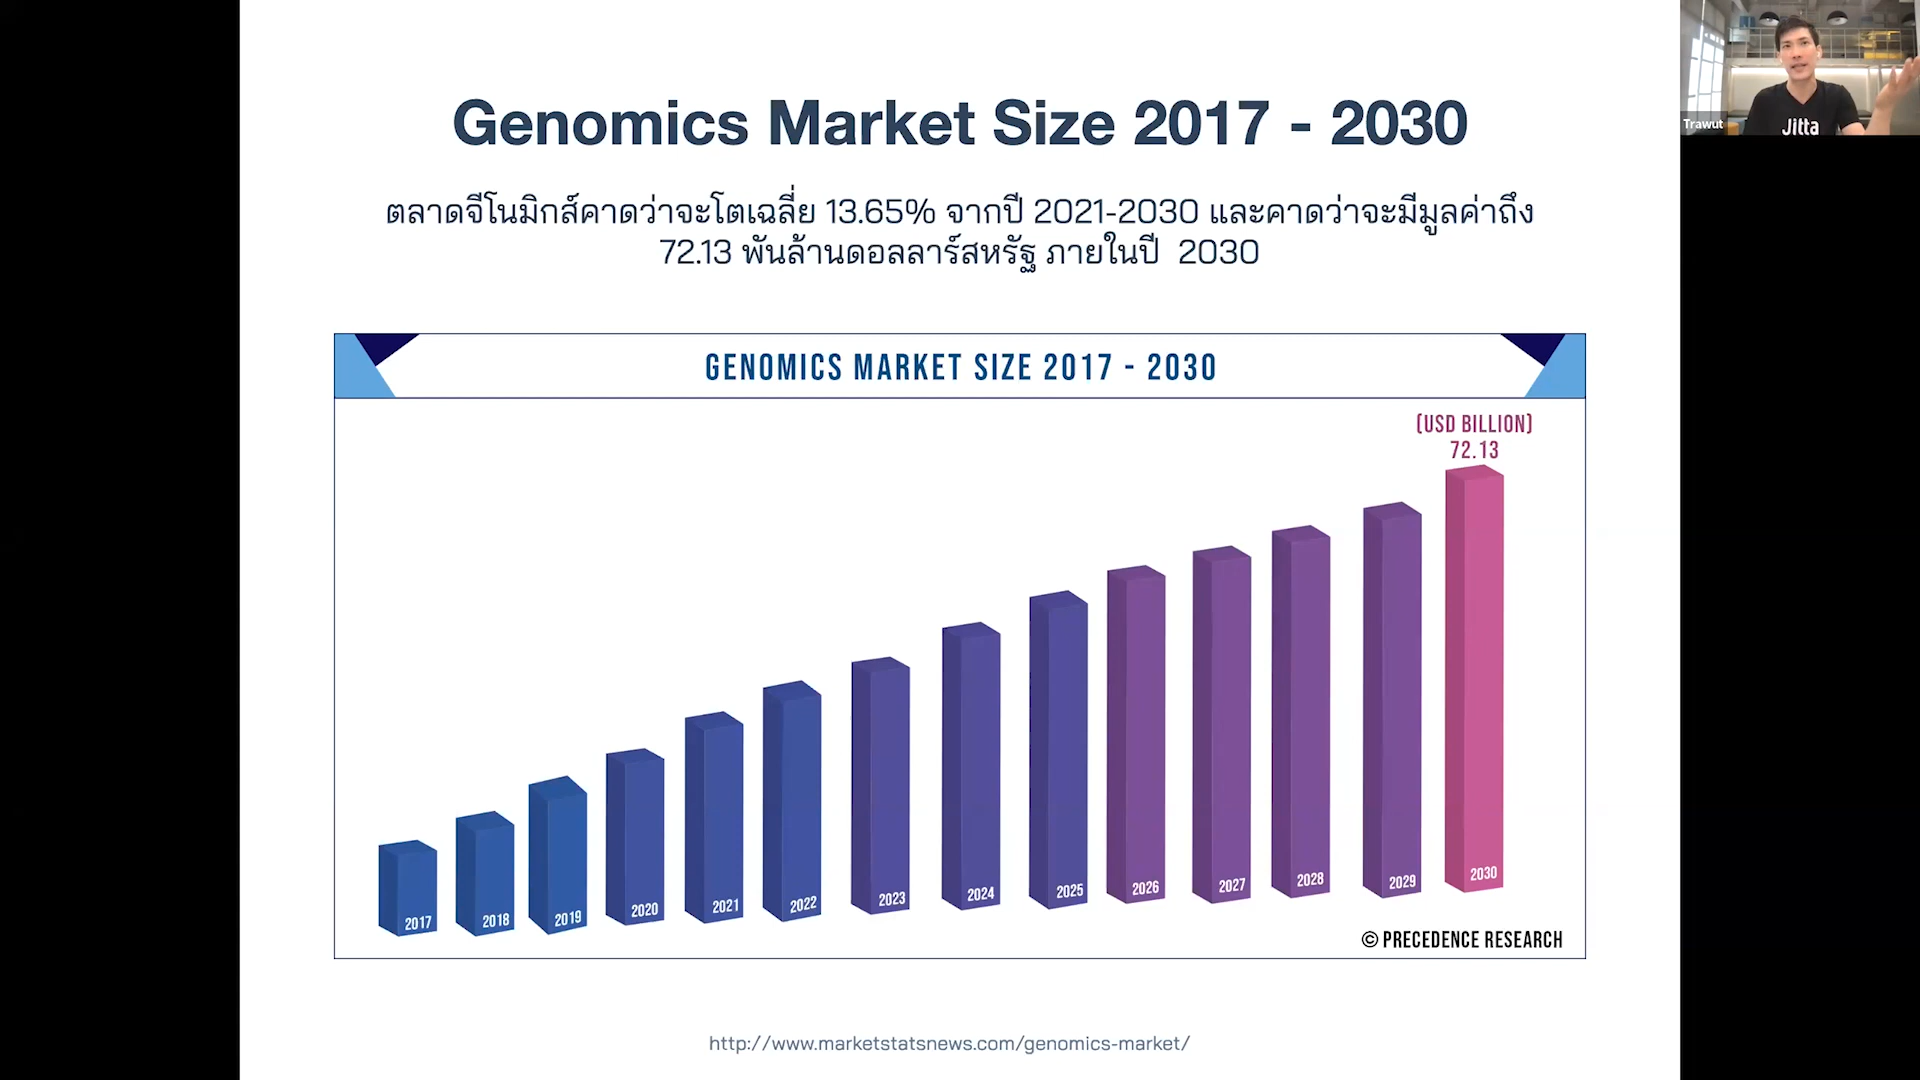 Genomics Market Size 2017 - 2030
ตลาดจีโนมิกส์คาดว่าจะโตเฉลี่ย 13.65% จากปี 2021-2030 และคาดว่าจะมีมูลค่าถึง
72.13 พันล้านดอลลาร์สหรัฐ ภายในปี 2030
GENOMICS MARKET SIZE 2017 - 2030
(USD BILLION)
72.13
2017
2018
2019
2020
2021
2022
2023
2024
2025
2026
2027
2028
2029
2030
© PRECEDENCE RESEARCH
http://www.marketstatsnews.com/genomics-market/
Trawut
Jitta